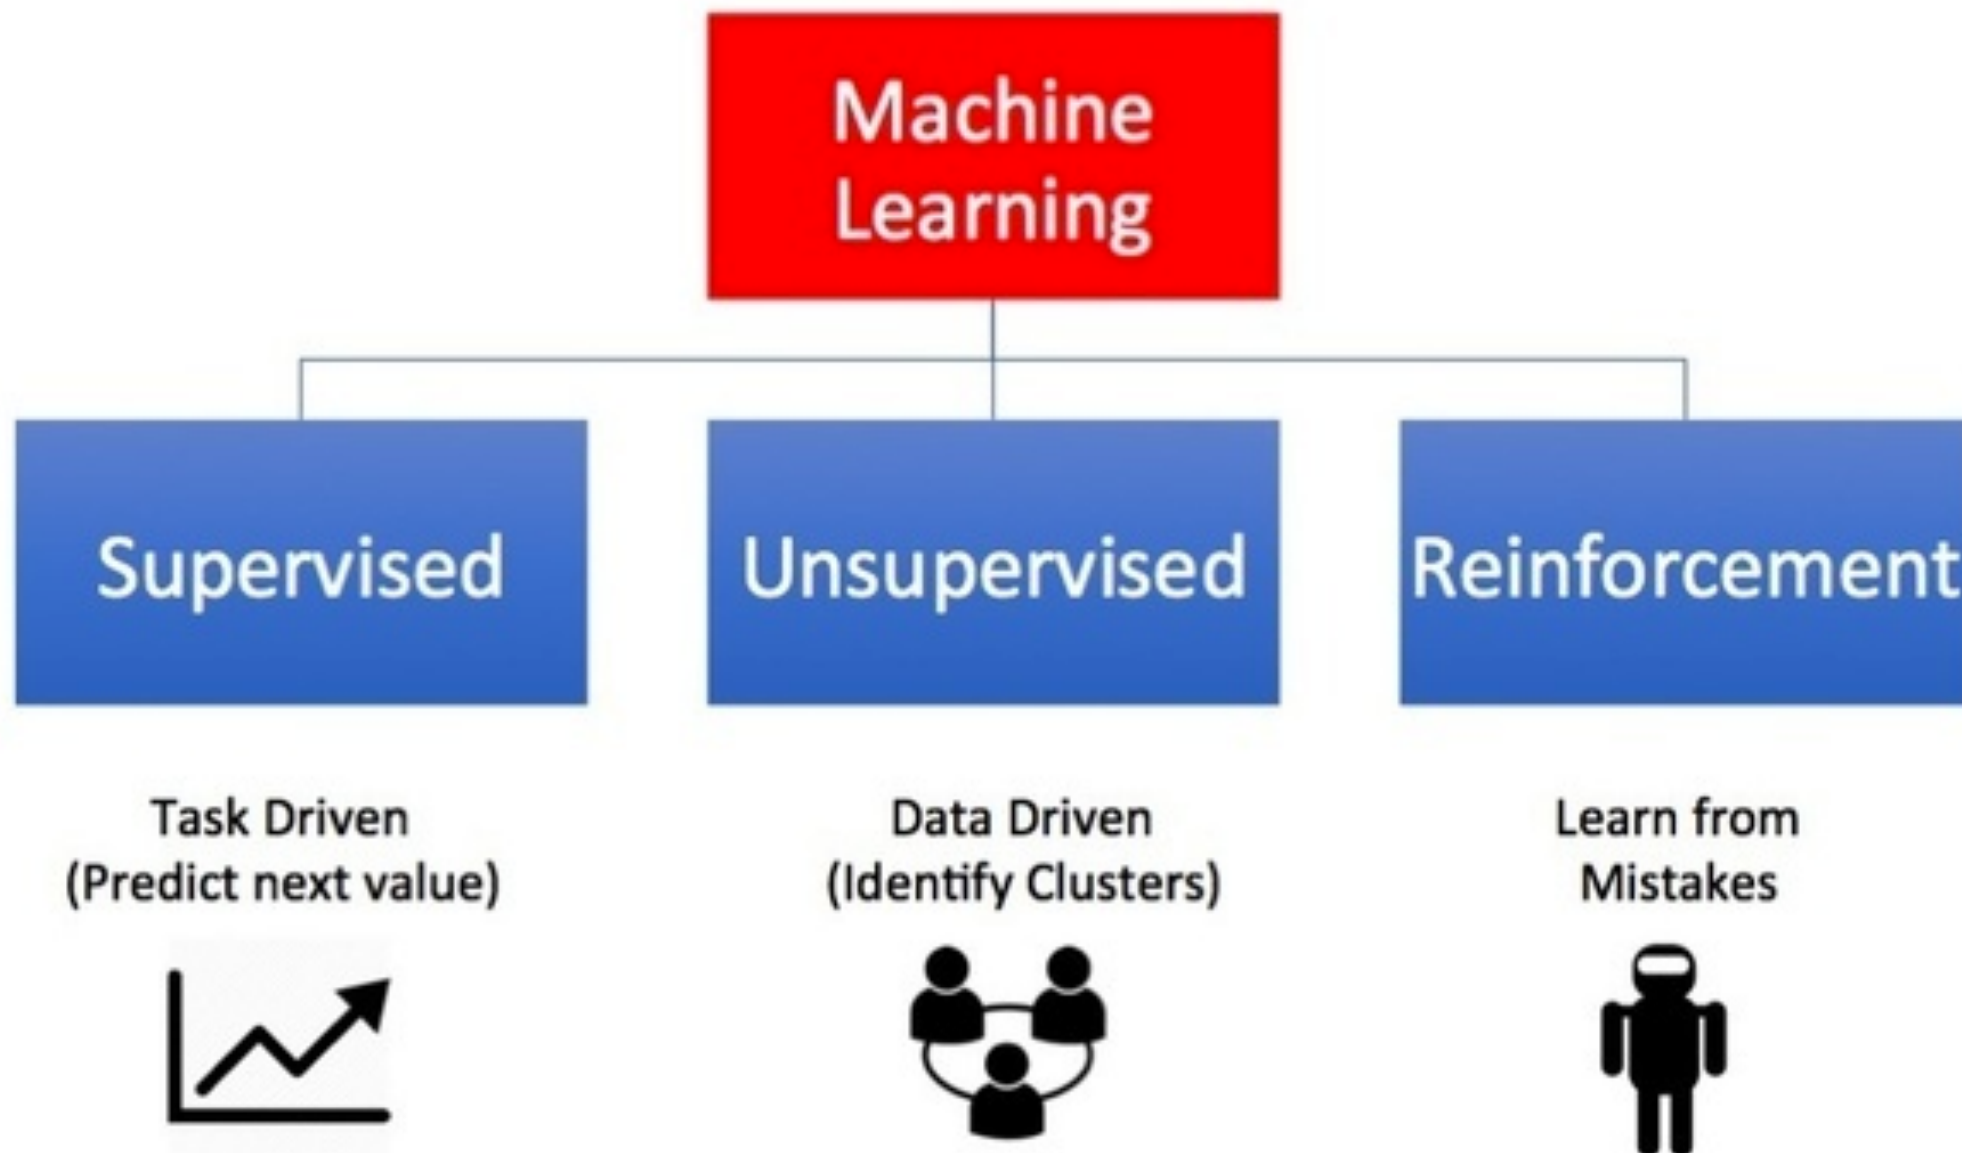 Machine
Learning
Supervised
Unsupervised
Reinforcement
Task Driven
(Predict next value)
Data Driven
(Identify Clusters)
Learn from
Mistakes